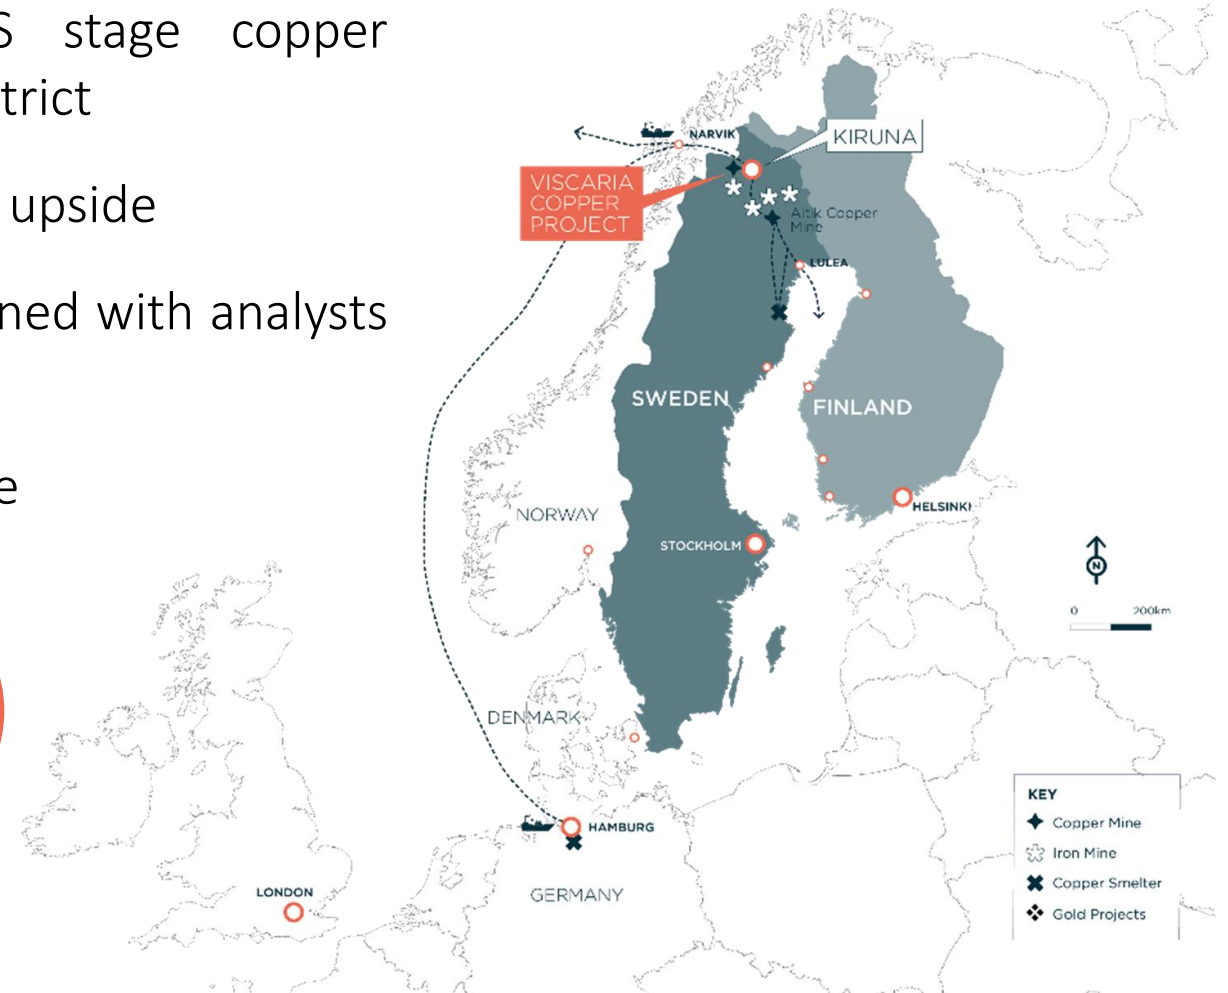 S stage copper
trict
upside
ned with analysts
e
NARVIK
KIRUNA
VISCARIA
COPPER
PROJECT
Aitik Copper
Mine
LULEA
SWEDEN
FINLAND
HELSINKI
NORWAY
STOCKHOLM
N
0 200km
DENMARK
HAMBURG
GERMANY
LONDON
KEY
Copper Mine
Iron Mine
Copper Smelter
Gold Projects